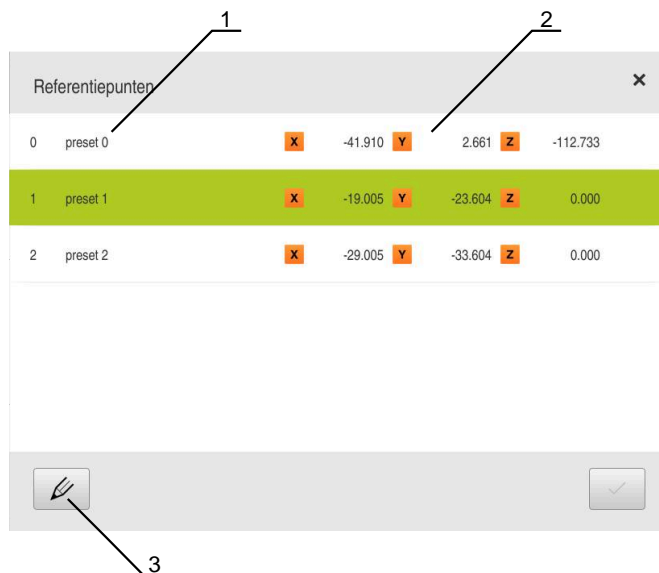 1
2
Referentiepunten
0 preset 0 X -41.910 Y 2.661 Z -112.733
1 preset 1 X -19.005 Y -23.604 Z 0.000
2 preset 2 X -29.005 Y -33.604 Z 0.000
3